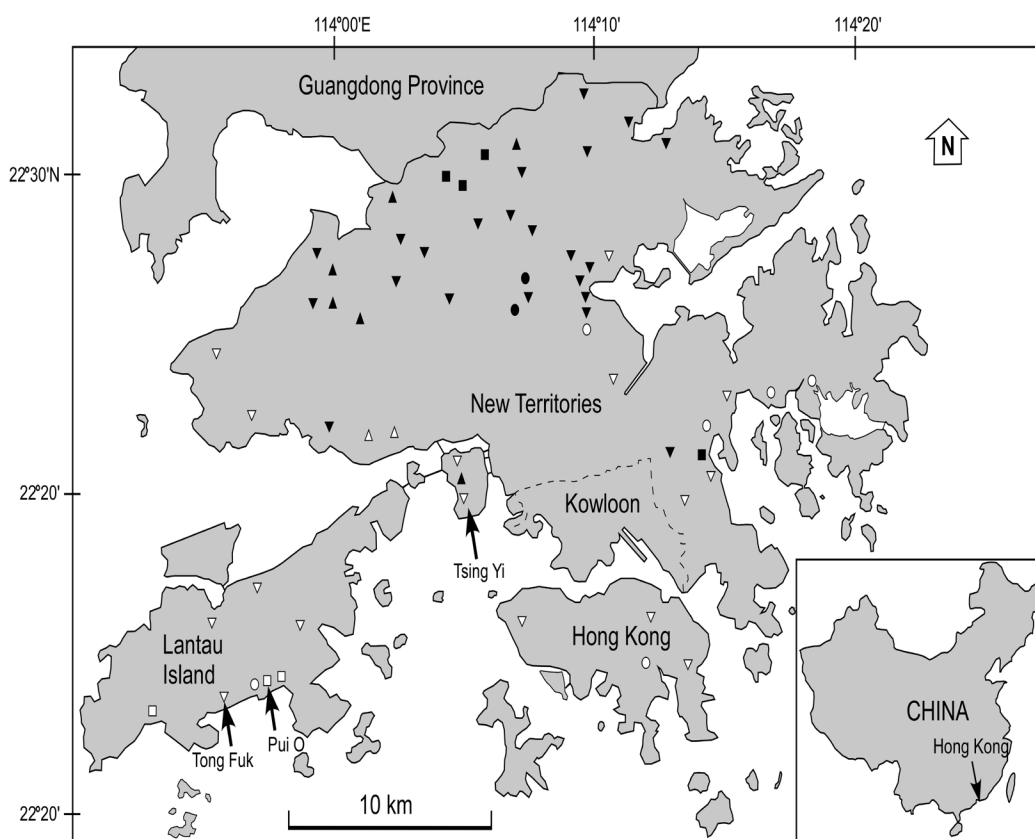 114°00'E
114°10'
114°20'
Guangdong Province
N
22°30'N
New Territories
22°20'
Kowloon
Tsing Yi
Lantau
Island
Hong Kong
Tong Fuk
Pui O
CHINA
Hong Kong
10 km
22°20'